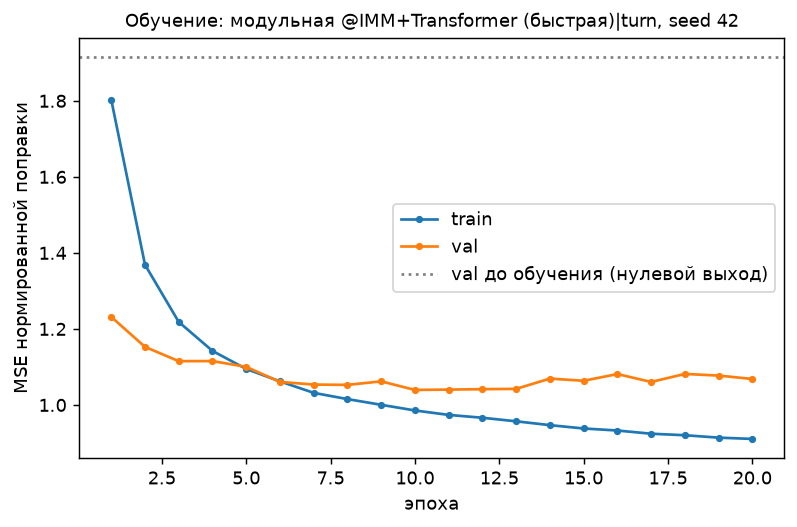 Обучение: модульная @IMM+Transformer (быстрая)|turn, seed 42
MSE нормированной поправки
1.8
1.6
1.4
1.2
1.0
train
val
val до обучения (нулевой выход)
2.5 5.0 7.5 10.0 12.5 15.0 17.5 20.0
эпоха